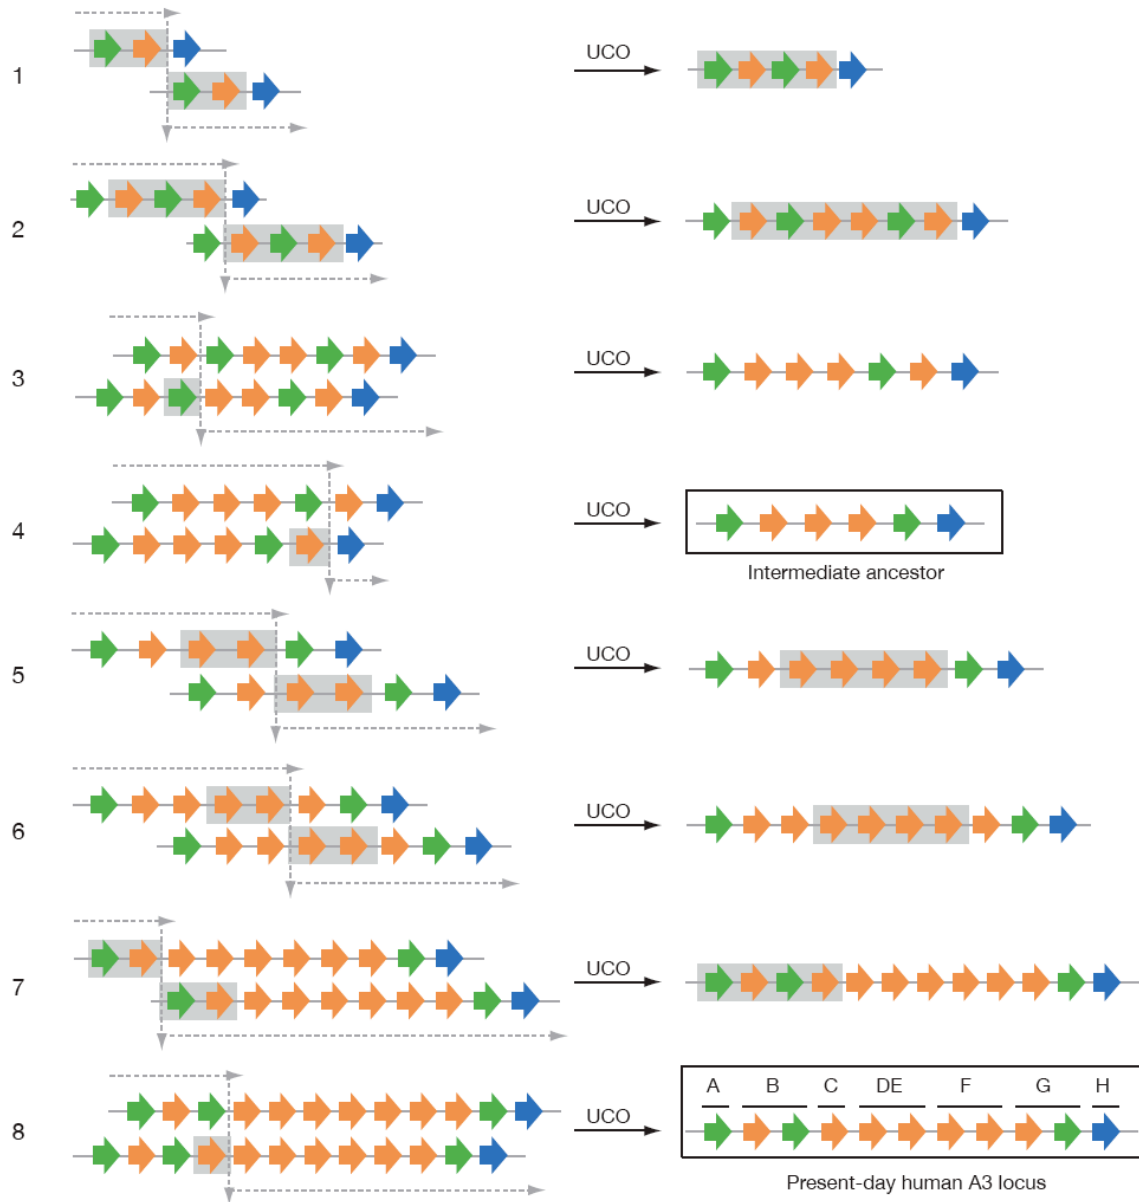 1
UCO
2
UCO
3
UCO
4
UCO
Intermediate ancestor
5
UCO
6
UCO
7
UCO
8
UCO
A B C DE F G H
Present-day human A3 locus